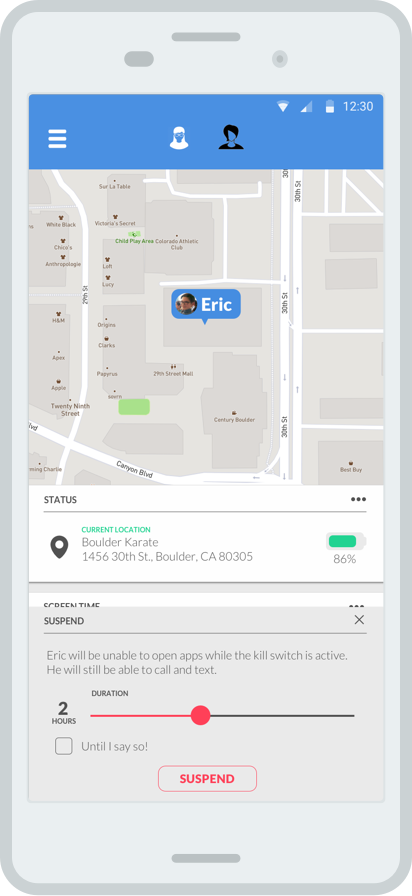 12:30
Sur La Table
30th St
White Black
Victoria's Secret
Chico's
Child Play Area
Colorado Athletic
Club
Anthropologie
Loft
Lucy
29th St
30th St
Eric
H&M
Origins
Clarks
Apex
Papyrus
29th Street Mall
Apple
Twenty Ninth
Street
Century Boulder
30th St
Canyon Blvd
Best Buy
STATUS
CURRENT LOCATION
Boulder Karate
1456 30th St., Boulder, CA 80305
86%
SCREEN TIME
SUSPEND
Eric will be unable to open apps while the kill switch is active.
He will still be able to call and text.
DURATION
2
HOURS
Until I say so!
SUSPEND